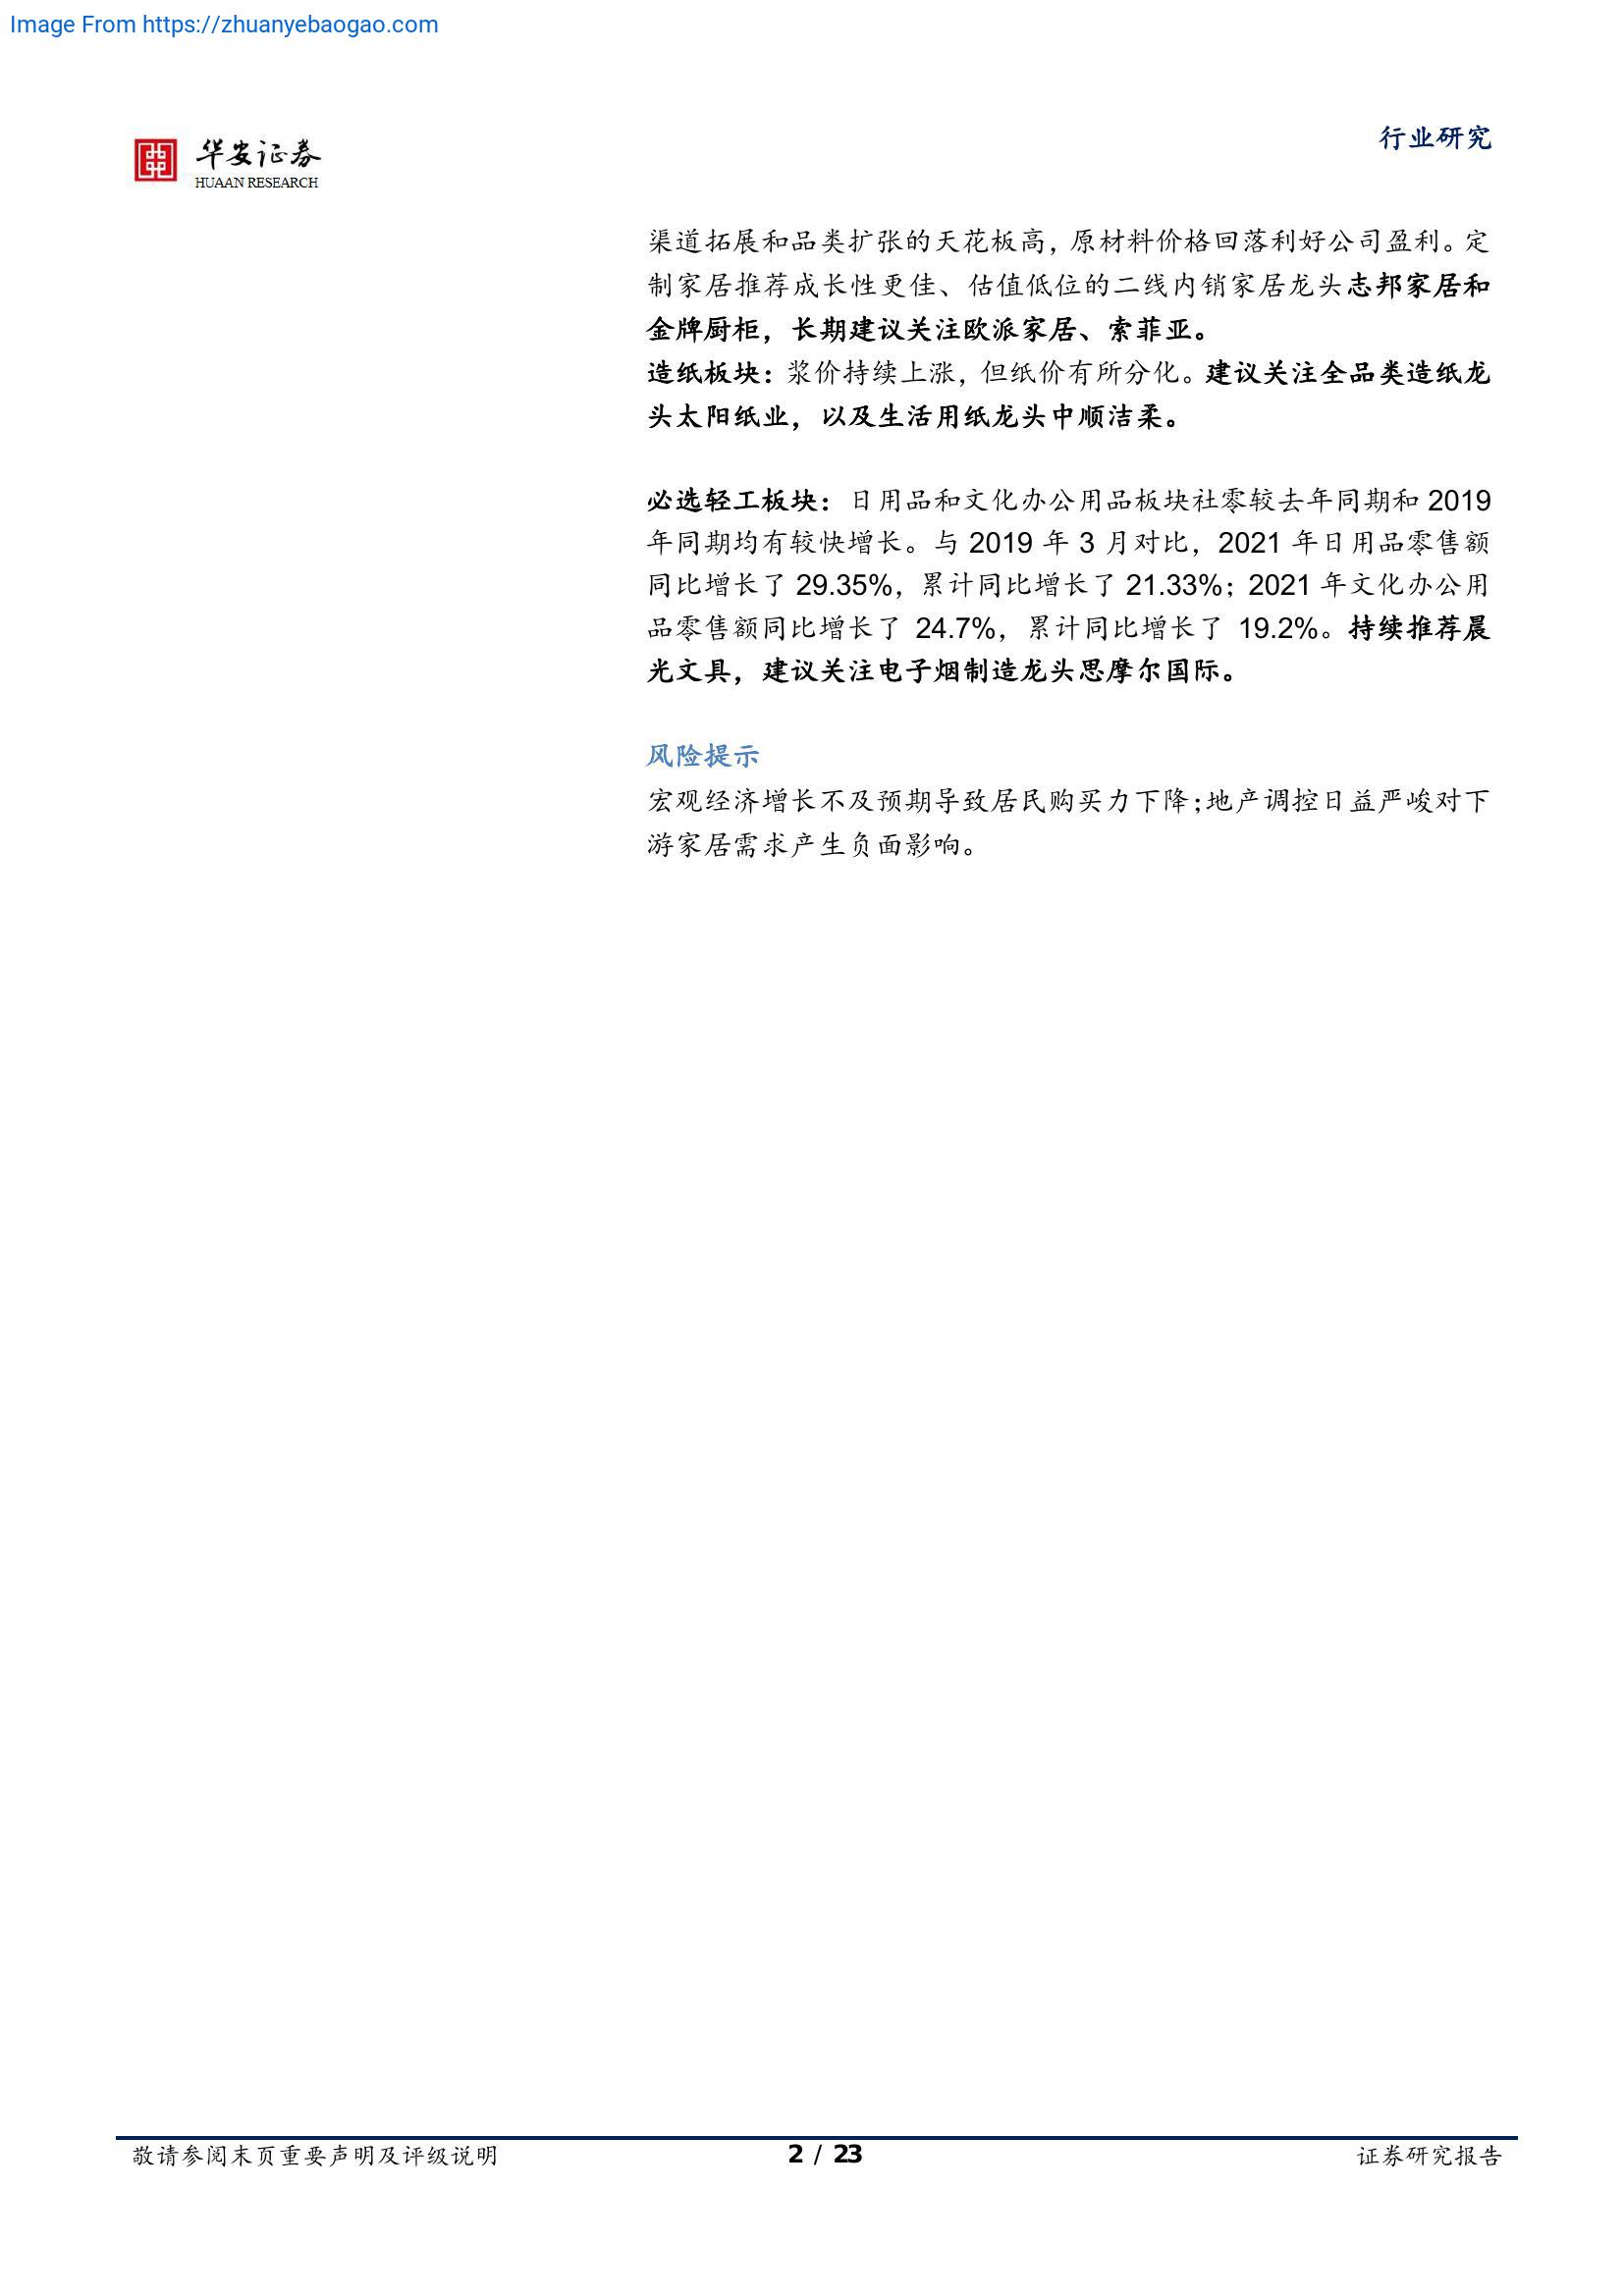 Image From https://zhuanyebaogao.com
华安证券
HUAAN RESEARCH
行业研究
渠道拓展和品类扩张的天花板高，原材料价格回落利好公司盈利。定
制家居推荐成长性更佳、估值低位的二线内销家居龙头志邦家居和
金牌厨柜，长期建议关注欧派家居、索菲亚。
造纸板块：浆价持续上涨，但纸价有所分化。建议关注全品类造纸龙
头太阳纸业，以及生活用纸龙头中顺洁柔。
必选轻工板块：日用品和文化办公用品板块社零较去年同期和 2019
年同期均有较快增长。与 2019 年 3 月对比，2021 年日用品零售额
同比增长了 29.35%，累计同比增长了 21.33%；2021 年文化办公用
品零售额同比增长了 24.7%，累计同比增长了 19.2%。持续推荐晨
光文具，建议关注电子烟制造龙头思摩尔国际。
风险提示
宏观经济增长不及预期导致居民购买力下降;地产调控日益严峻对下
游家居需求产生负面影响。
敬请参阅末页重要声明及评级说明
2 / 23
证券研究报告